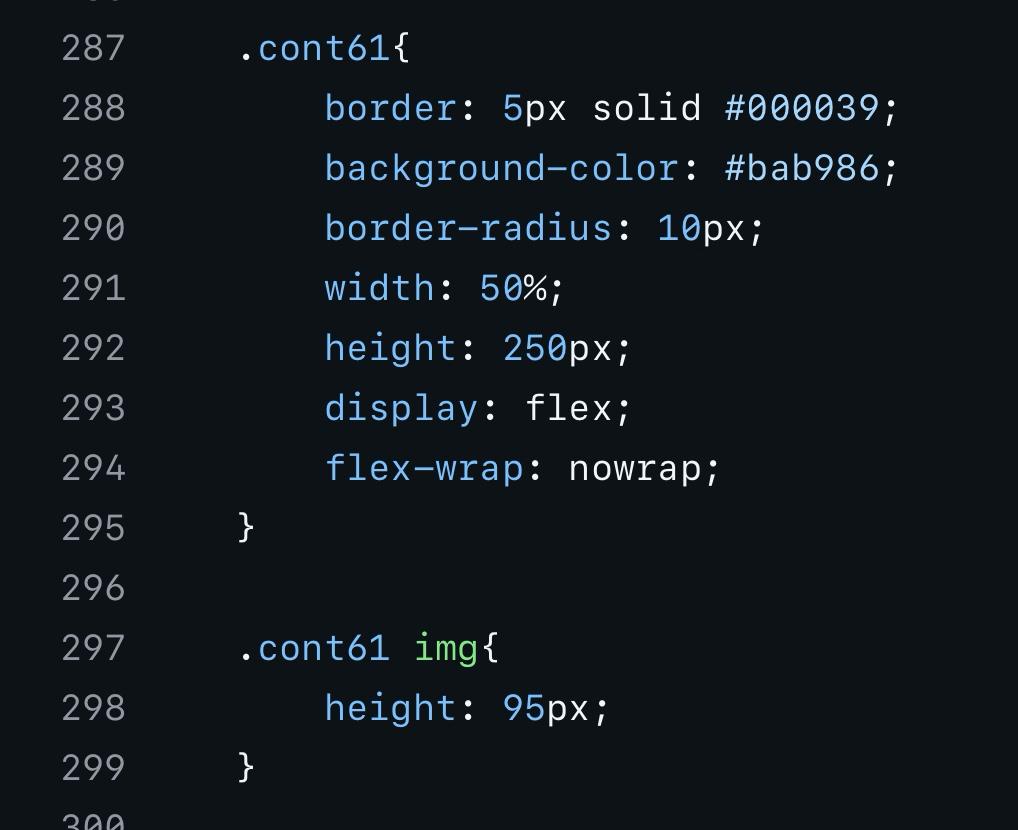 287 .cont61{
288 border: 5px solid #000039;
289 background-color: #bab986;
290 border-radius: 10px;
291 width: 50%;
292 height: 250px;
293 display: flex;
294 flex-wrap: nowrap;
295 }
296
297 .cont61 img{
298 height: 95px;
299 }
300